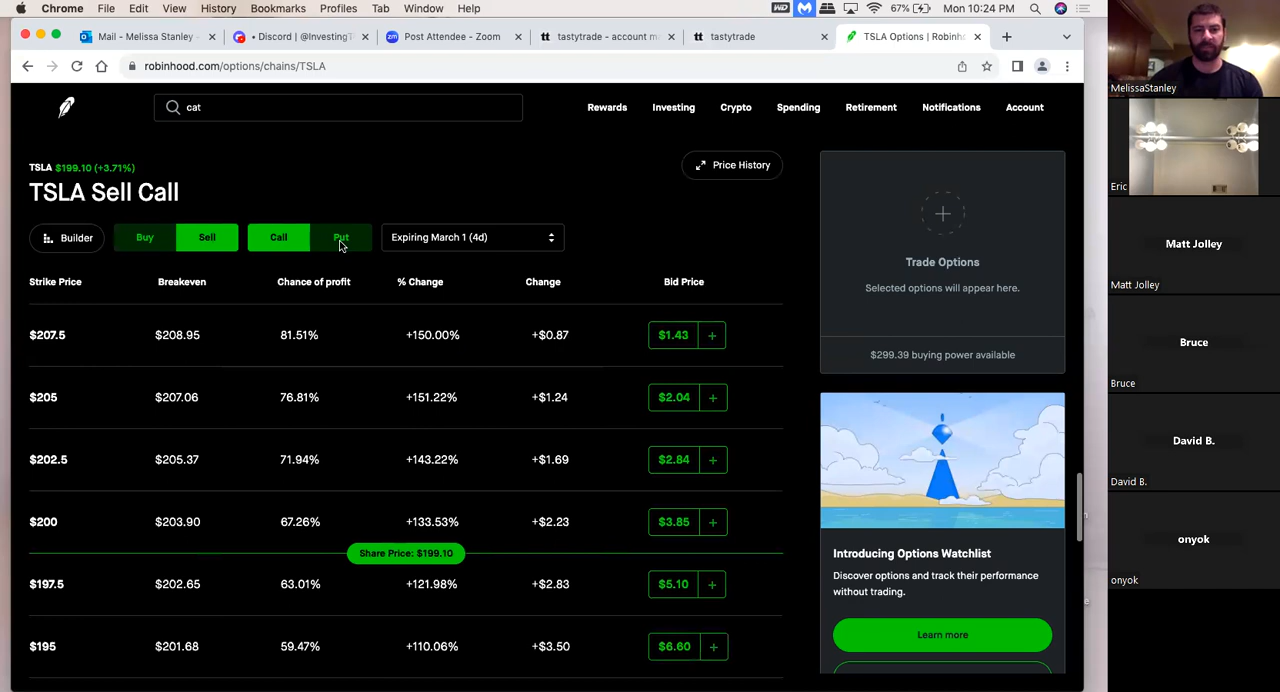 Chrome File Edit View History Bookmarks Profiles Tab Window Help
WD 67% Mon 10:24 PM
Mail - Melissa Stanley - • Discord | @InvestingT Post Attendee - Zoom tastytrade - account m tastytrade TSLA Options | Robinh
robinhood.com/options/chains/TSLA
cat Rewards Investing Crypto Spending Retirement Notifications Account
TSLA $199.10 (+3.71%) Price History
TSLA Sell Call
Builder Buy Sell Call Put Expiring March 1 (4d)
Strike Price Breakeven Chance of profit % Change Change Bid Price
$207.5 $208.95 81.51% +150.00% +$0.87 $1.43 +
$205 $207.06 76.81% +151.22% +$1.24 $2.04 +
$202.5 $205.37 71.94% +143.22% +$1.69 $2.84 +
$200 $203.90 67.26% +133.53% +$2.23 $3.85 +
Share Price: $199.10
$197.5 $202.65 63.01% +121.98% +$2.83 $5.10 +
$195 $201.68 59.47% +110.06% +$3.50 $6.60 +
Trade Options
Selected options will appear here.
$299.39 buying power available
Introducing Options Watchlist
Discover options and track their performance
without trading.
Learn more
MelissaStanley
Eric
Matt Jolley
Matt Jolley
Bruce
Bruce
David B.
David B.
onyok
onyok